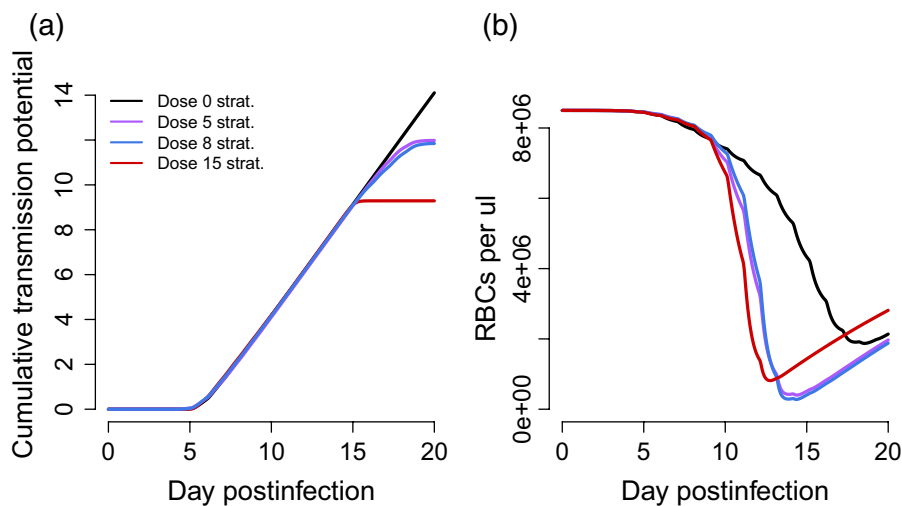 (a)
Cumulative transmission potential
14
12
10
8
6
4
2
0
Dose 0 strat.
Dose 5 strat.
Dose 8 strat.
Dose 15 strat.
0 5 10 15 20
Day postinfection
(b)
RBCs per ul
8e+06
4e+06
0e+00
0 5 10 15 20
Day postinfection